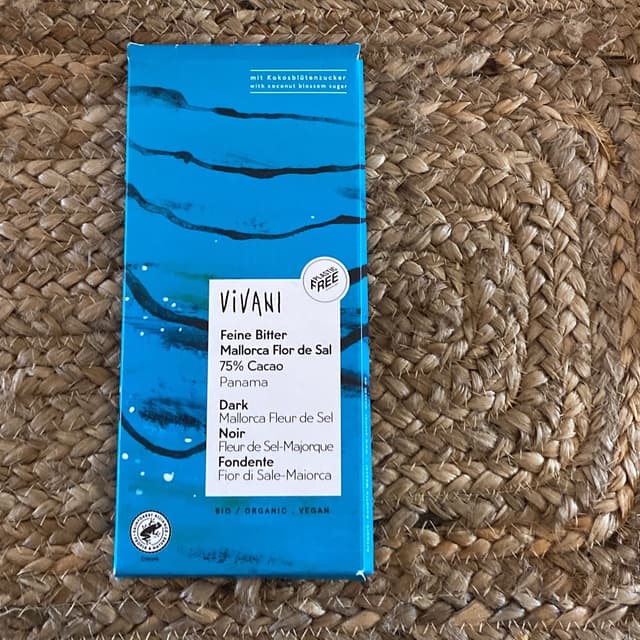 mit Kokosblütenzucker
with coconut blossom sugar
PLASTIC
FREE
ViVANI
Feine Bitter
Mallorca Flor de Sal
75% Cacao
Panama
Dark
Mallorca Fleur de Sel
Noir
Fleur de Sel-Majorque
Fondente
Fior di Sale-Maiorca
BIO / ORGANIC . VEGAN